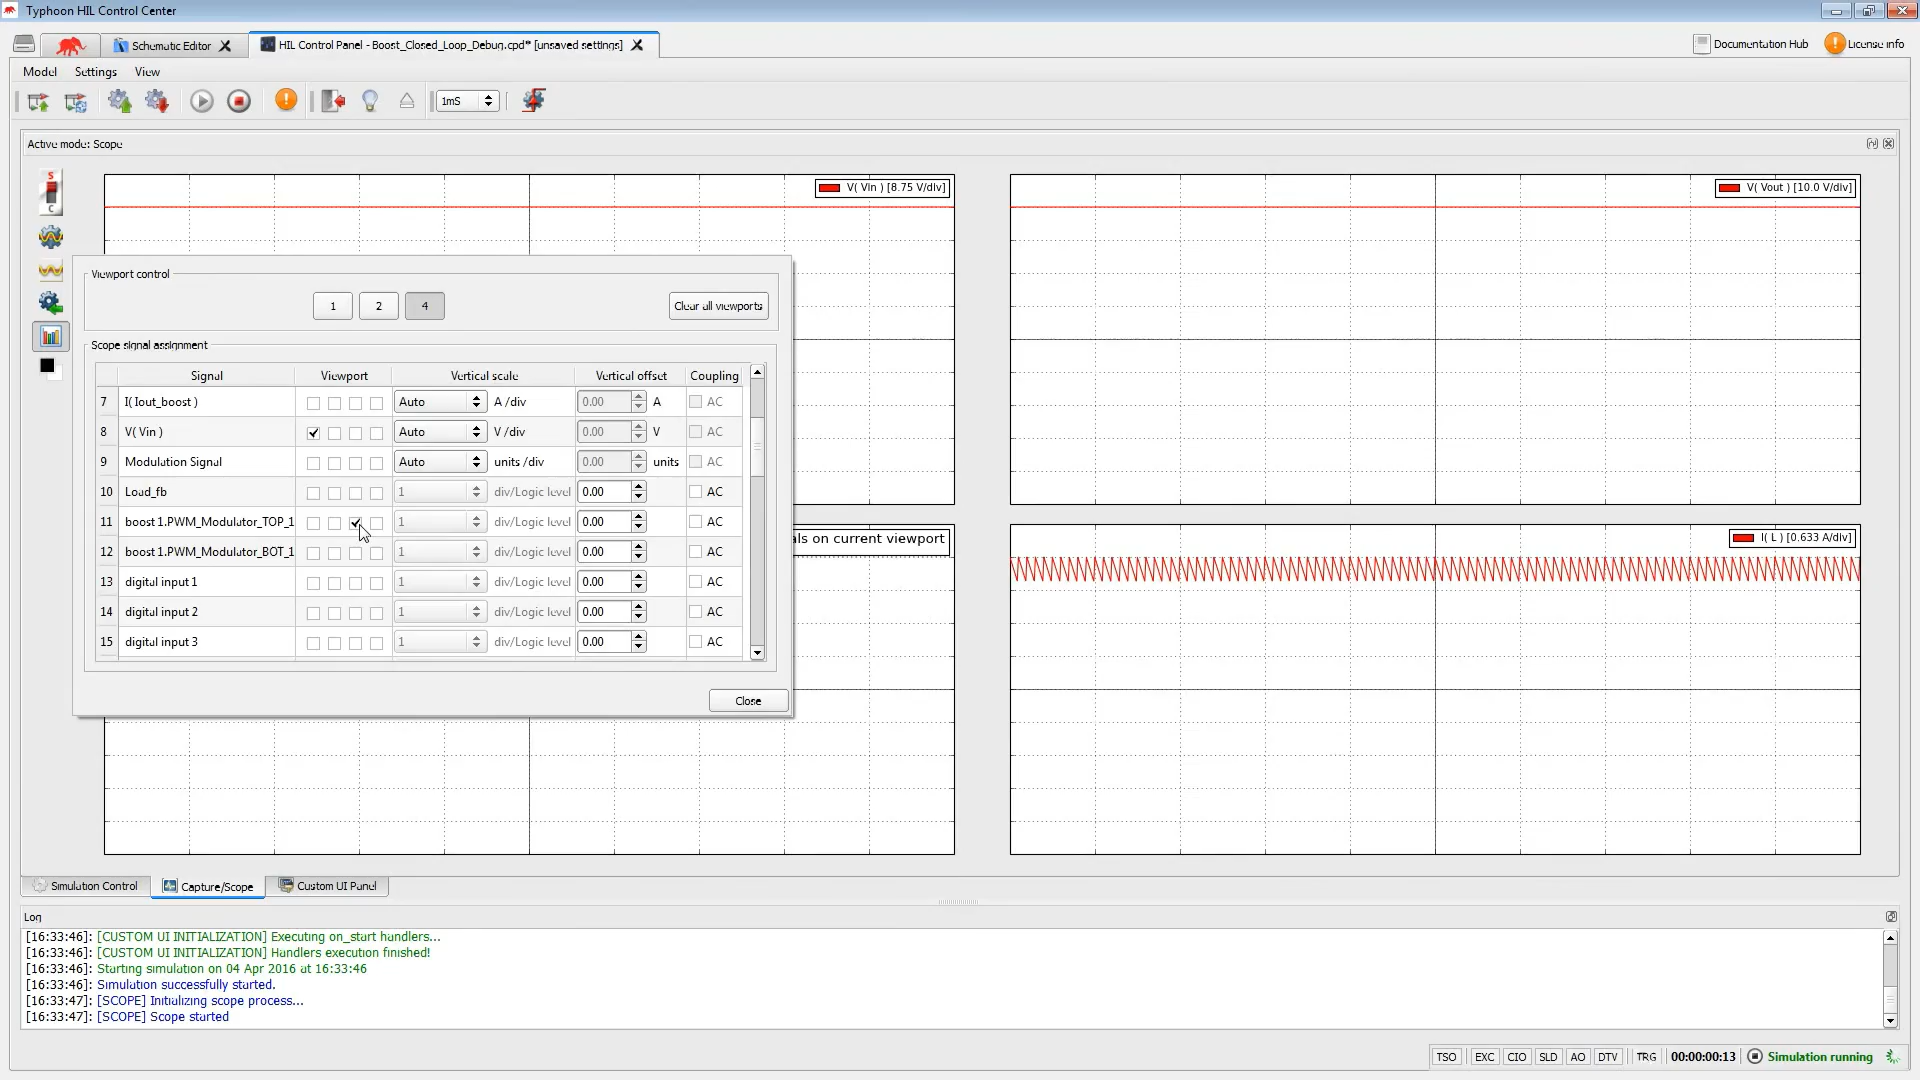 Typhoon HIL Control Center
Schematic Editor
HIL Control Panel - Boost_Closed_Loop_Debug.cpd* [unsaved settings]
Documentation Hub
License info
Model Settings View
1mS
Active mode: Scope
S
C
V( Vin ) [8.75 V/div]
V( Vout ) [10.0 V/div]
Viewport control
1 2 4 Clear all viewports
Scope signal assignment
Signal Viewport Vertical scale Vertical offset Coupling
7 I( Iout_boost ) Auto A /div 0.00 A AC
8 V( Vin ) Auto V /div 0.00 V AC
9 Modulation Signal Auto units /div 0.00 units AC
10 Load_fb 1 div/Logic level 0.00 AC
11 boost 1.PWM_Modulator_TOP_1 1 div/Logic level 0.00 AC
12 boost 1.PWM_Modulator_BOT_1 1 div/Logic level 0.00 AC
13 digital input 1 1 div/Logic level 0.00 AC
14 digital input 2 1 div/Logic level 0.00 AC
15 digital input 3 1 div/Logic level 0.00 AC
Close
als on current viewport
I( L ) [0.633 A/div]
Simulation Control
Capture/Scope
Custom UI Panel
Log
[16:33:46]: [CUSTOM UI INITIALIZATION] Executing on_start handlers...
[16:33:46]: [CUSTOM UI INITIALIZATION] Handlers execution finished!
[16:33:46]: Starting simulation on 04 Apr 2016 at 16:33:46
[16:33:46]: Simulation successfully started.
[16:33:47]: [SCOPE] Initializing scope process...
[16:33:47]: [SCOPE] Scope started
TSO EXC CIO SLD AO DTV TRG 00:00:00:13 Simulation running